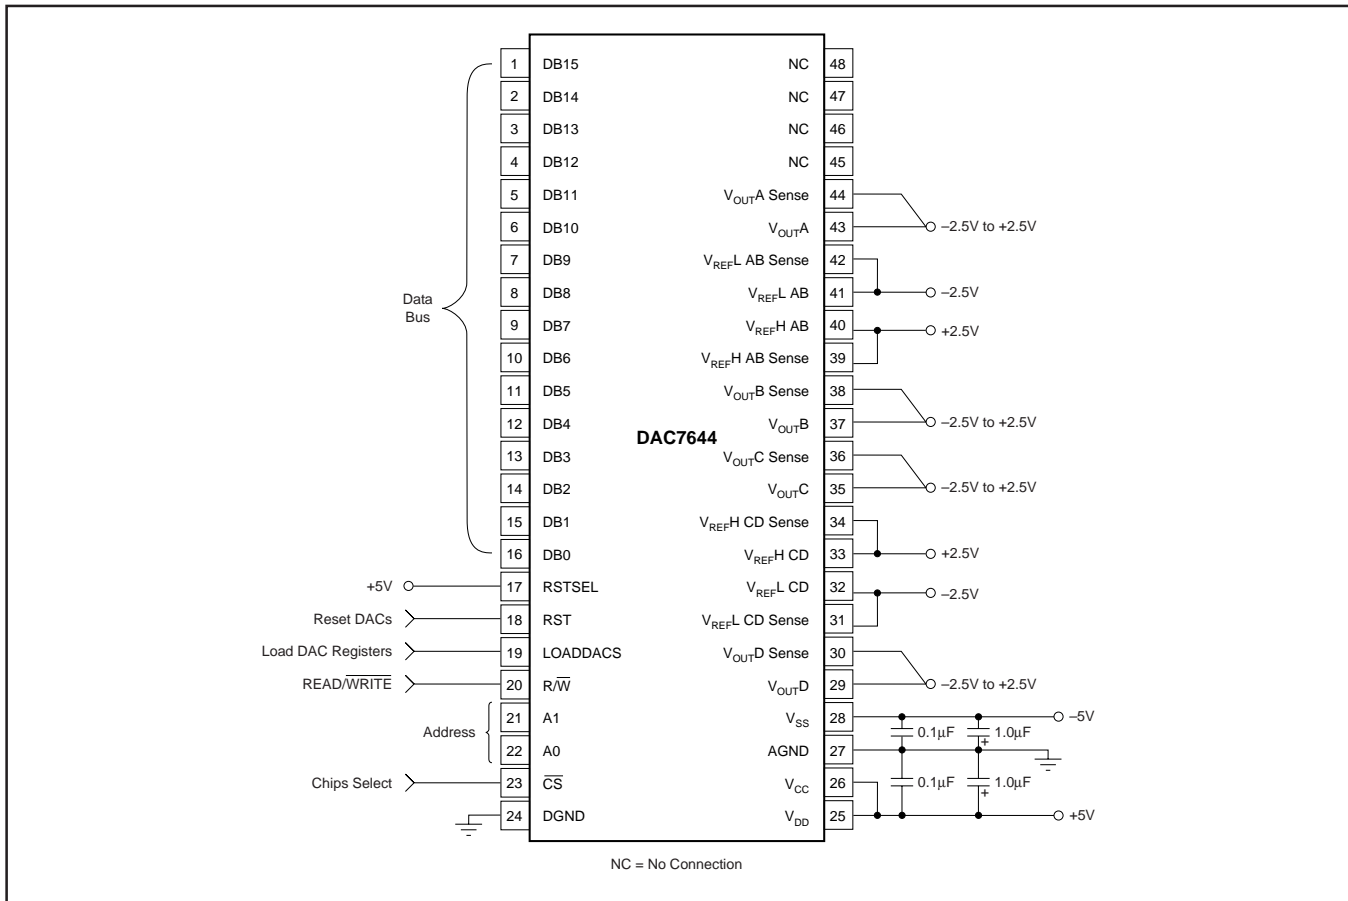 1 DB15 NC 48
2 DB14 NC 47
3 DB13 NC 46
4 DB12 NC 45
5 DB11 VOUTA Sense 44
6 DB10 VOUTA 43 –2.5V to +2.5V
7 DB9 VREFL AB Sense 42
8 DB8 VREFL AB 41 –2.5V
Data
Bus
9 DB7 VREFH AB 40 +2.5V
10 DB6 VREFH AB Sense 39
11 DB5 VOUTB Sense 38
12 DB4 VOUTB 37 –2.5V to +2.5V
DAC7644
13 DB3 VOUTC Sense 36
14 DB2 VOUTC 35 –2.5V to +2.5V
15 DB1 VREFH CD Sense 34
16 DB0 VREFH CD 33 +2.5V
+5V 17 RSTSEL VREFL CD 32 –2.5V
Reset DACs 18 RST VREFL CD Sense 31
Load DAC Registers 19 LOADDACS VOUTD Sense 30
READ/WRITE 20 R/W VOUTD 29 –2.5V to +2.5V
21 A1 VSS 28 –5V
Address
0.1µF 1.0µF
+
22 A0 AGND 27
Chips Select 23 CS VCC 26 0.1µF 1.0µF
+
24 DGND VDD 25 +5V
NC = No Connection